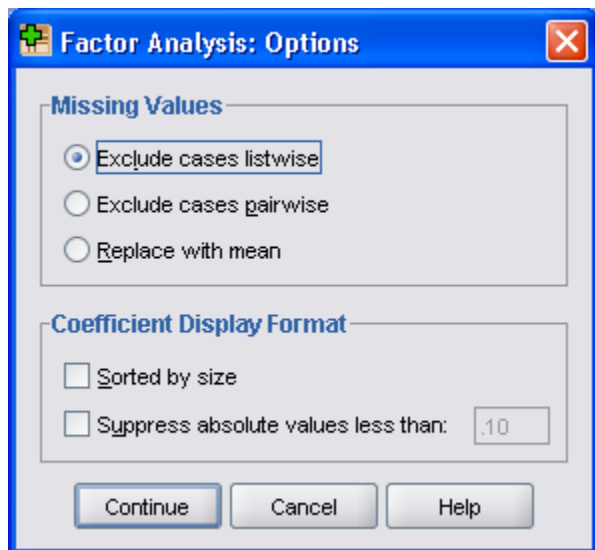 Factor Analysis: Options
Missing Values
Exclude cases listwise
Exclude cases pairwise
Replace with mean
Coefficient Display Format
Sorted by size
Suppress absolute values less than: .10
Continue Cancel Help